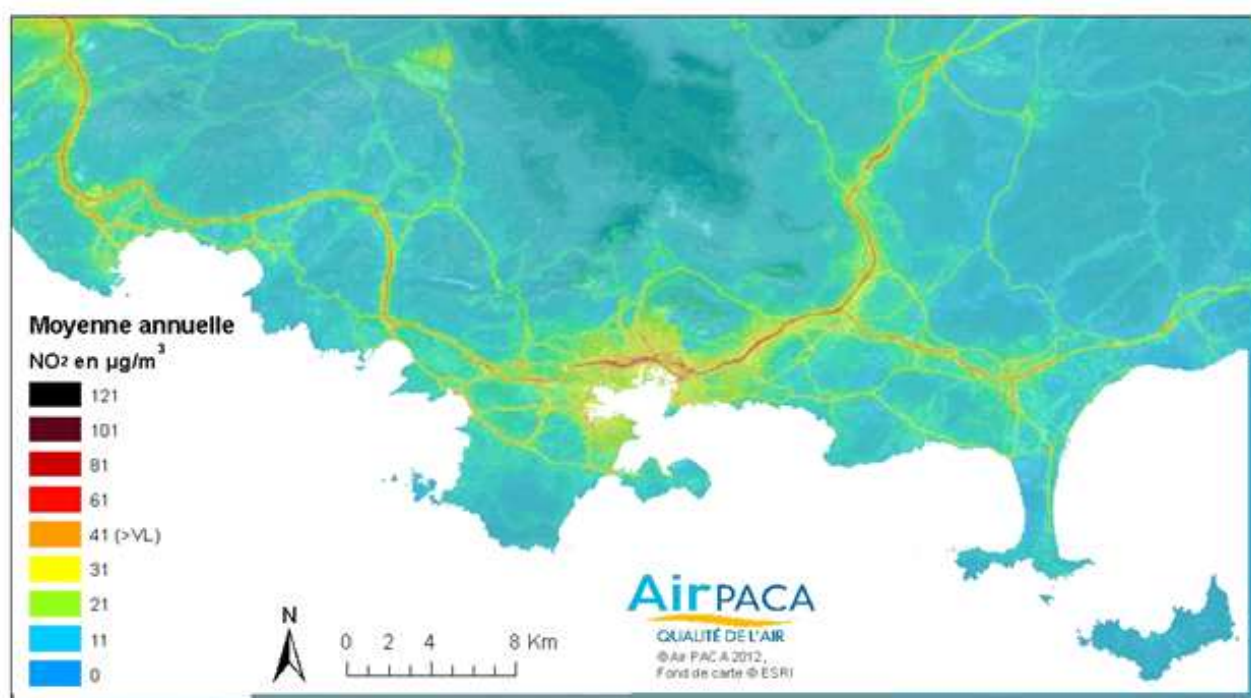 Moyenne annuelle
NO2 en µg/m³
121
101
81
61
41 (>VL)
31
21
11
0
N
0 2 4 8 Km
AirPACA
QUALITÉ DE L'AIR
©Air PACA 2012,
Fond de carte © ESRI